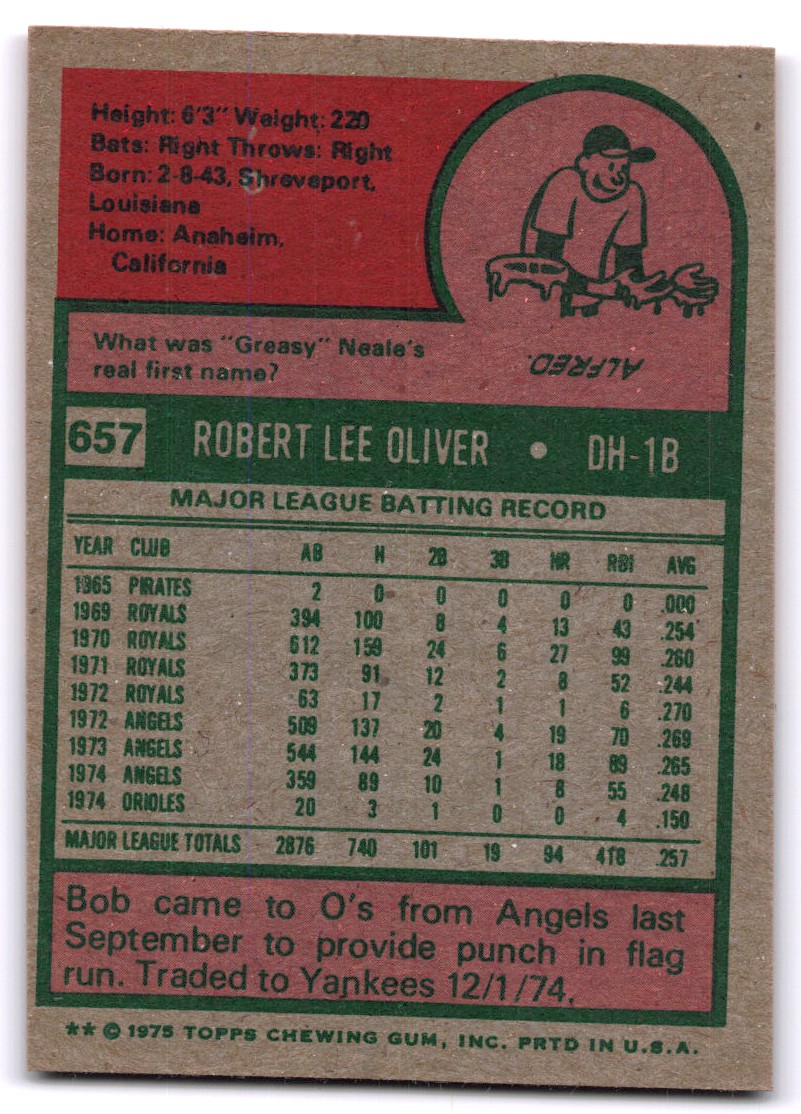 Height: 6'3" Weight: 220
Bats: Right Throws: Right
Born: 2-8-43, Shreveport,
Louisiana
Home: Anaheim,
California
What was "Greasy" Neale's
real first name?
ALFRED.
657 ROBERT LEE OLIVER • DH-1B
MAJOR LEAGUE BATTING RECORD
YEAR CLUB AB H 2B 3B HR RBI AVG
1965 PIRATES 2 0 0 0 0 0 .000
1969 ROYALS 394 100 8 4 13 43 .254
1970 ROYALS 612 159 24 6 27 99 .260
1971 ROYALS 373 91 12 2 8 52 .244
1972 ROYALS 63 17 2 1 1 6 .270
1972 ANGELS 509 137 20 4 19 70 .269
1973 ANGELS 544 144 24 1 18 89 .265
1974 ANGELS 359 89 10 1 8 55 .248
1974 ORIOLES 20 3 1 0 0 4 .150
MAJOR LEAGUE TOTALS 2876 740 101 19 94 418 .257
Bob came to O's from Angels last
September to provide punch in flag
run. Traded to Yankees 12/1/74.
** © 1975 TOPPS CHEWING GUM, INC. PRTD IN U.S.A.